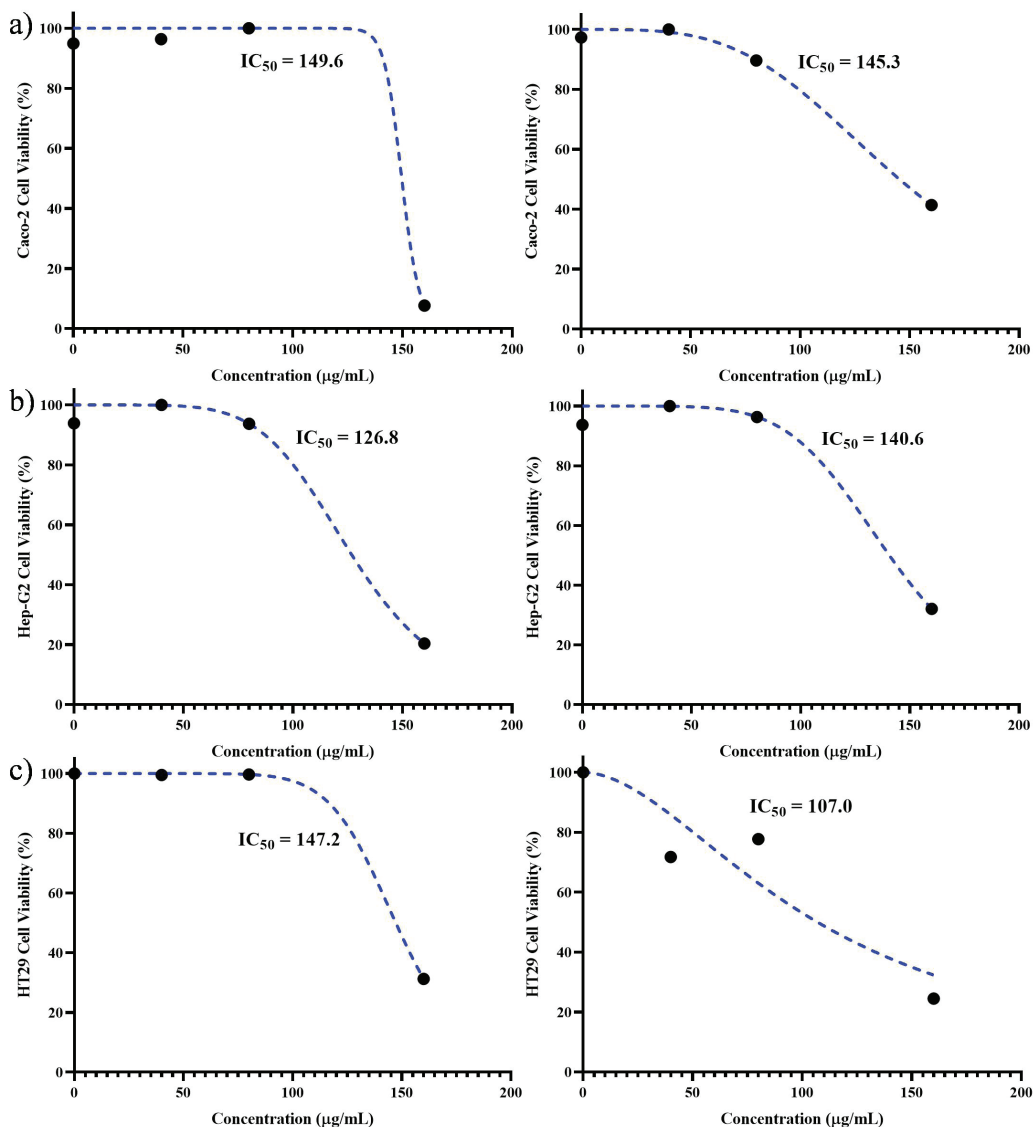 a)
100
80
60
40
20
0
Caco-2 Cell Viability (%)
IC50 = 149.6
0 50 100 150 200
Concentration (µg/mL)
100
80
60
40
20
0
Caco-2 Cell Viability (%)
IC50 = 145.3
0 50 100 150 200
Concentration (µg/mL)
b)
100
80
60
40
20
0
Hep-G2 Cell Viability (%)
IC50 = 126.8
0 50 100 150 200
Concentration (µg/mL)
100
80
60
40
20
0
Hep-G2 Cell Viability (%)
IC50 = 140.6
0 50 100 150 200
Concentration (µg/mL)
c)
100
80
60
40
20
0
HT29 Cell Viability (%)
IC50 = 147.2
0 50 100 150 200
Concentration (µg/mL)
100
80
60
40
20
0
HT29 Cell Viability (%)
IC50 = 107.0
0 50 100 150 200
Concentration (µg/mL)